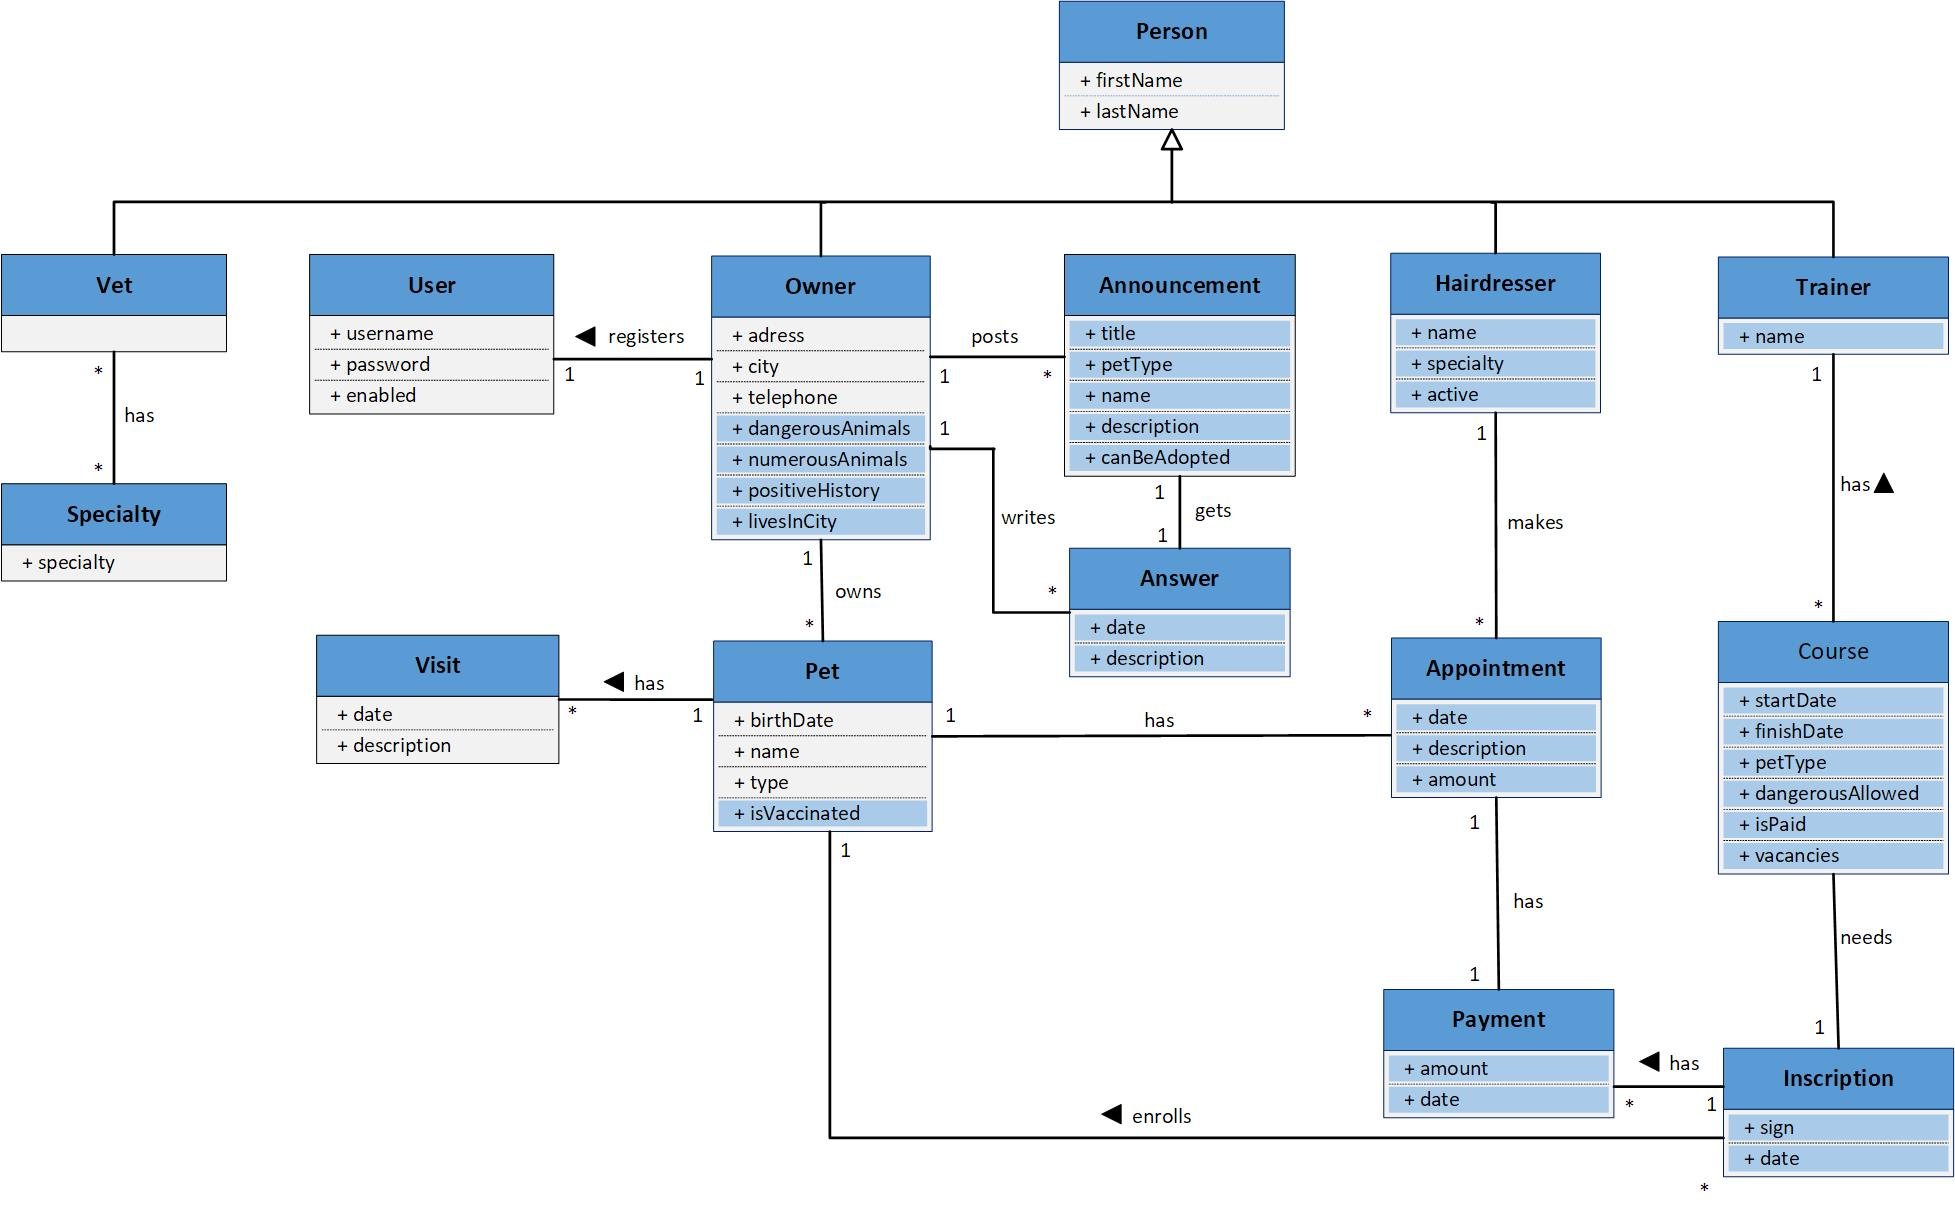 Person
+ firstName
+ lastName
Vet
*
has
*
Specialty
+ specialty
User
+ username
+ password
+ enabled
◀ registers
1
1
Owner
+ adress
+ city
+ telephone
+ dangerousAnimals
+ numerousAnimals
+ positiveHistory
+ livesInCity
posts
1
*
1
writes
*
Announcement
+ title
+ petType
+ name
+ description
+ canBeAdopted
1
gets
1
Answer
+ date
+ description
Hairdresser
+ name
+ specialty
+ active
1
makes
*
Trainer
+ name
1
has ▲
*
1
owns
*
Visit
+ date
+ description
◀ has
*
1
Pet
+ birthDate
+ name
+ type
+ isVaccinated
1
has
*
Appointment
+ date
+ description
+ amount
Course
+ startDate
+ finishDate
+ petType
+ dangerousAllowed
+ isPaid
+ vacancies
1
1
has
1
needs
1
Payment
+ amount
+ date
◀ has
*
1
Inscription
+ sign
+ date
◀ enrolls
*